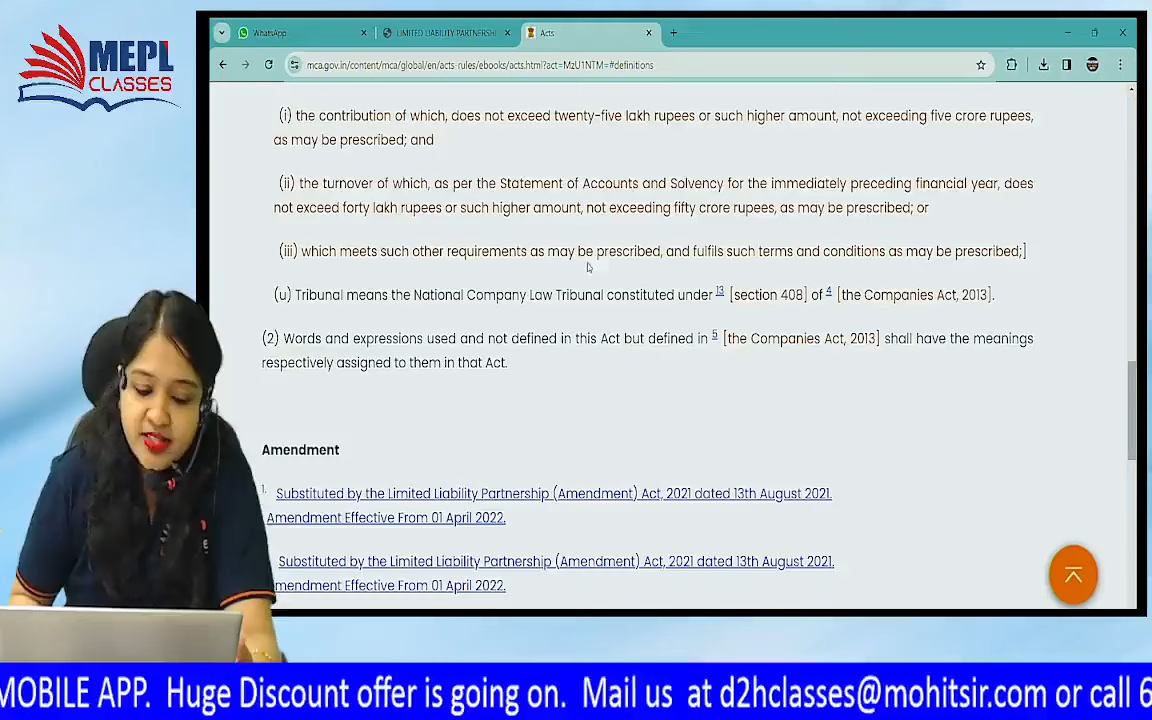 MEPL
CLASSES
WhatsApp
LIMITED LIABILITY PARTNERSHI
Acts
mca.gov.in/content/mca/global/en/acts-rules/ebooks/acts.html?act=MzU1NTM=#definitions
(i) the contribution of which, does not exceed twenty-five lakh rupees or such higher amount, not exceeding five crore rupees,
as may be prescribed; and
(ii) the turnover of which, as per the Statement of Accounts and Solvency for the immediately preceding financial year, does
not exceed forty lakh rupees or such higher amount, not exceeding fifty crore rupees, as may be prescribed; or
(iii) which meets such other requirements as may be prescribed, and fulfils such terms and conditions as may be prescribed;]
(u) Tribunal means the National Company Law Tribunal constituted under 13 [section 408] of 4 [the Companies Act, 2013].
(2) Words and expressions used and not defined in this Act but defined in 5 [the Companies Act, 2013] shall have the meanings
respectively assigned to them in that Act.
Amendment
1. Substituted by the Limited Liability Partnership (Amendment) Act, 2021 dated 13th August 2021.
Amendment Effective From 01 April 2022.
Substituted by the Limited Liability Partnership (Amendment) Act, 2021 dated 13th August 2021.
mendment Effective From 01 April 2022.
MOBILE APP. Huge Discount offer is going on. Mail us at d2hclasses@mohitsir.com or call 6